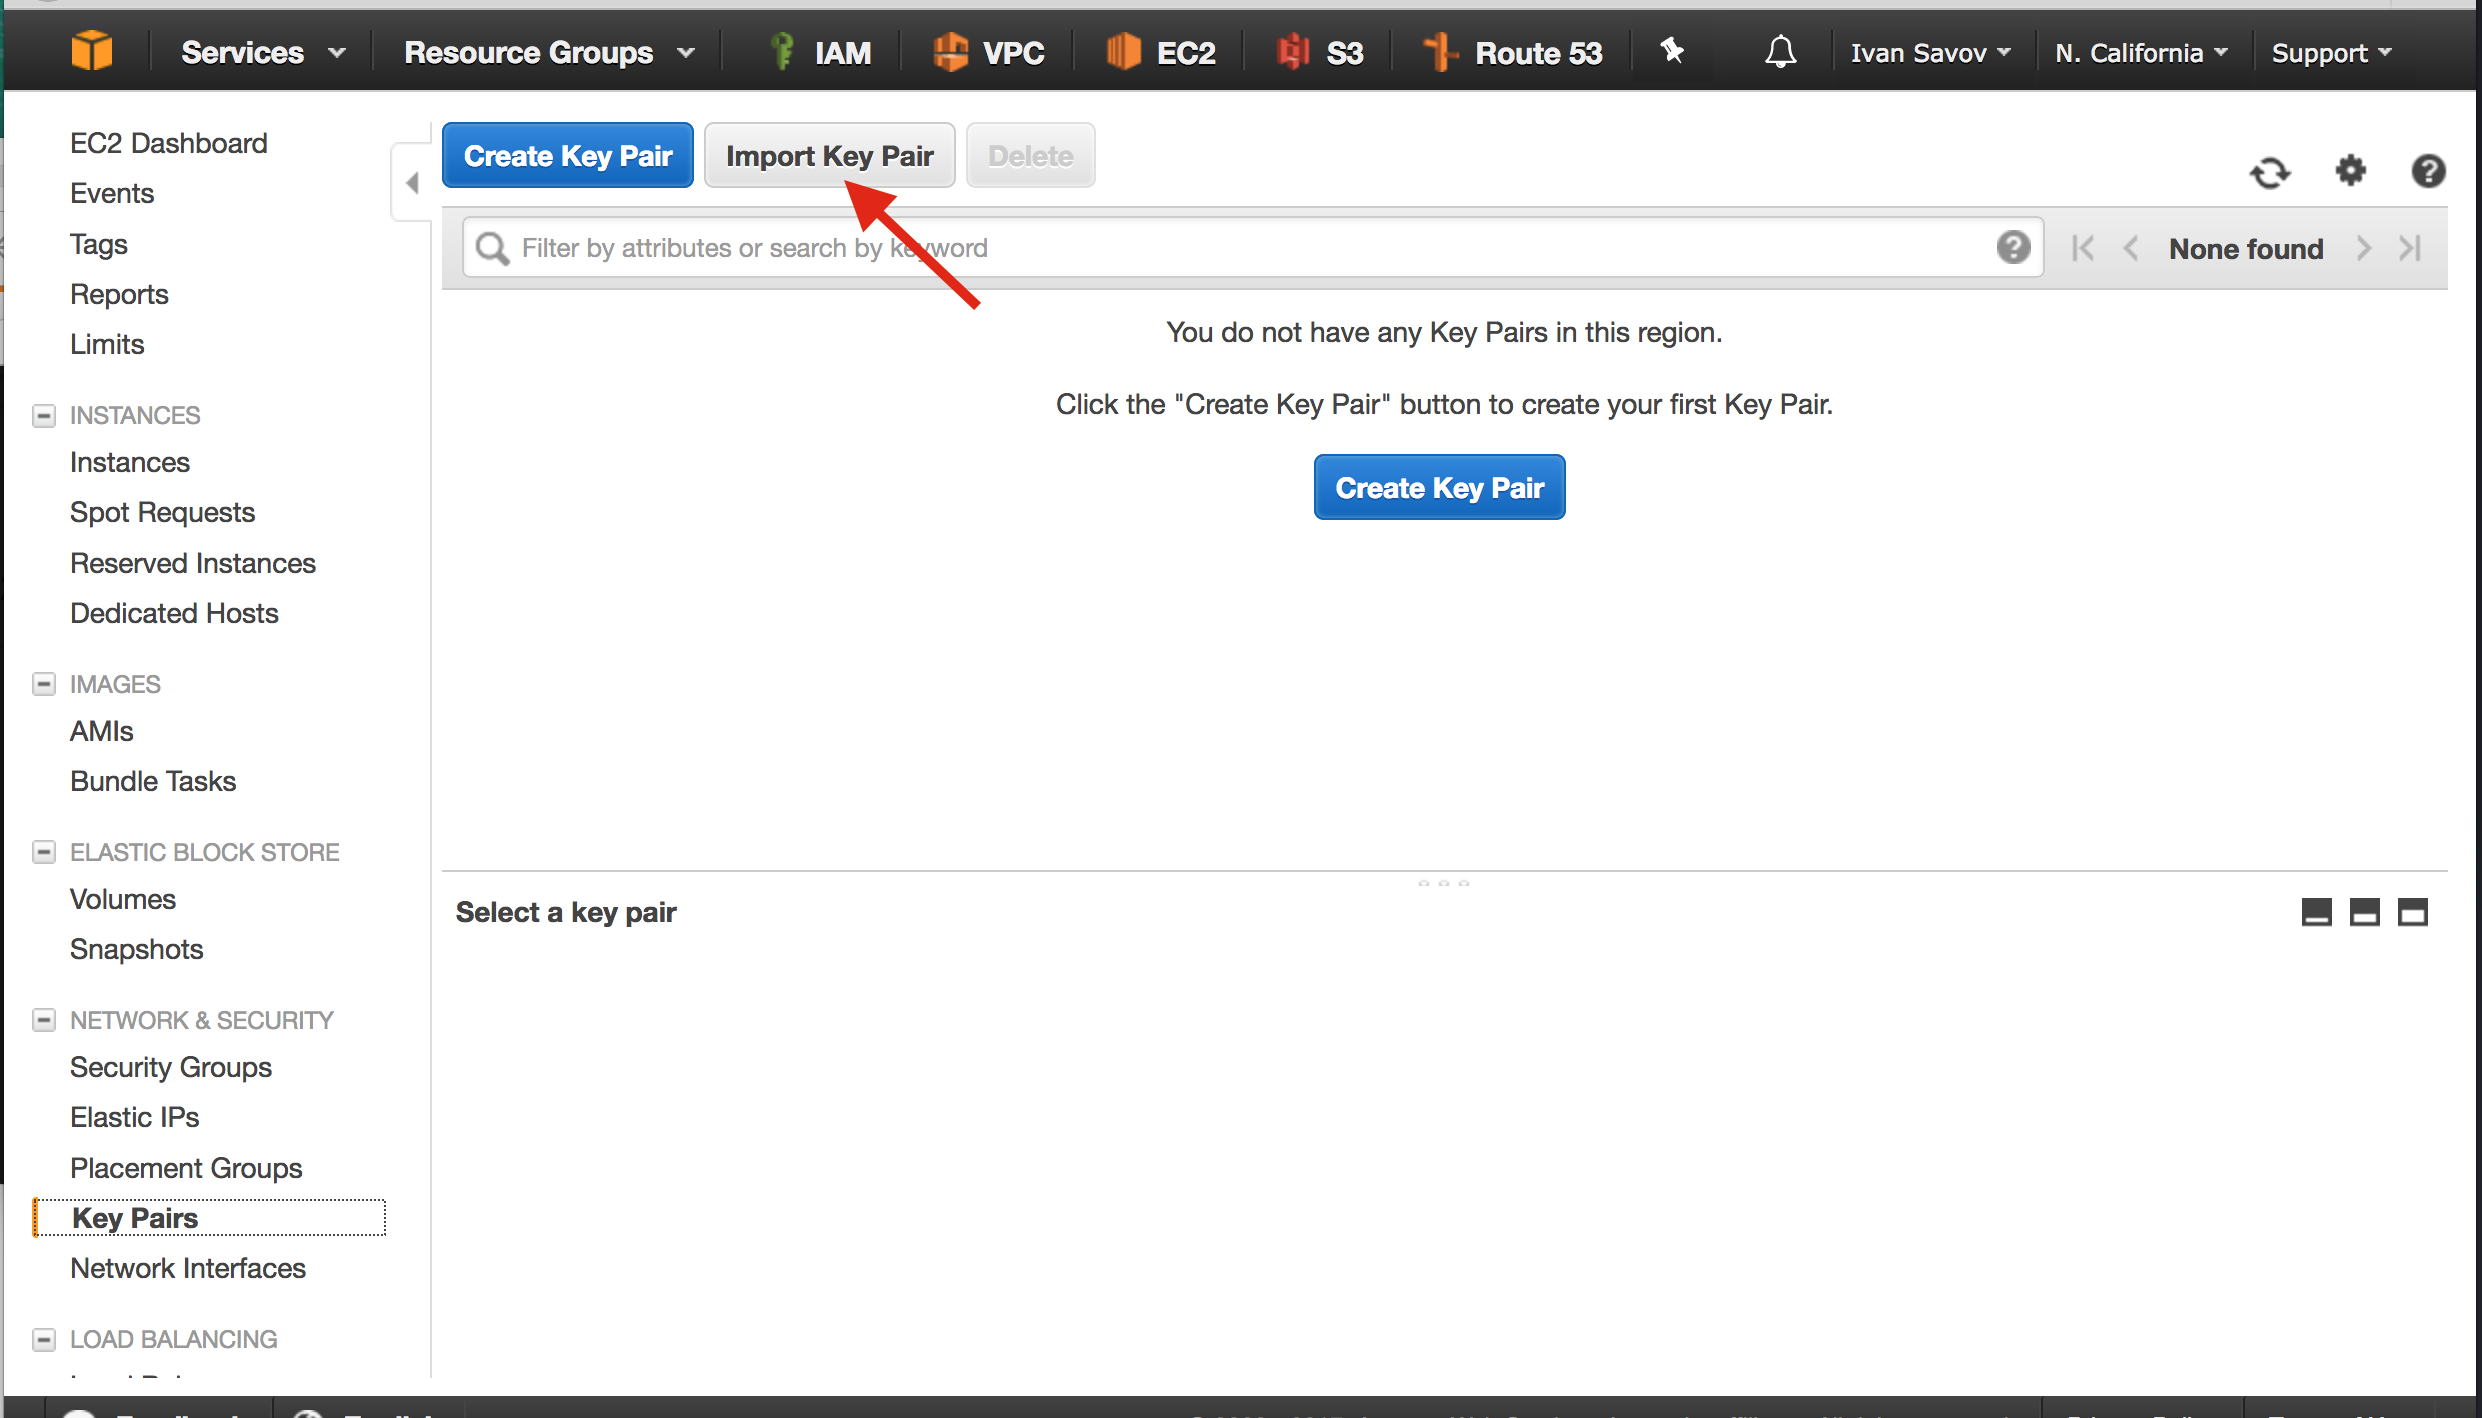 Services
Resource Groups
IAM
VPC
EC2
S3
Route 53
Ivan Savov
N. California
Support
EC2 Dashboard
Events
Tags
Reports
Limits
INSTANCES
Instances
Spot Requests
Reserved Instances
Dedicated Hosts
IMAGES
AMIs
Bundle Tasks
ELASTIC BLOCK STORE
Volumes
Snapshots
NETWORK & SECURITY
Security Groups
Elastic IPs
Placement Groups
Key Pairs
Network Interfaces
LOAD BALANCING
Create Key Pair
Import Key Pair
Delete
Filter by attributes or search by keyword
None found
You do not have any Key Pairs in this region.
Click the "Create Key Pair" button to create your first Key Pair.
Create Key Pair
Select a key pair